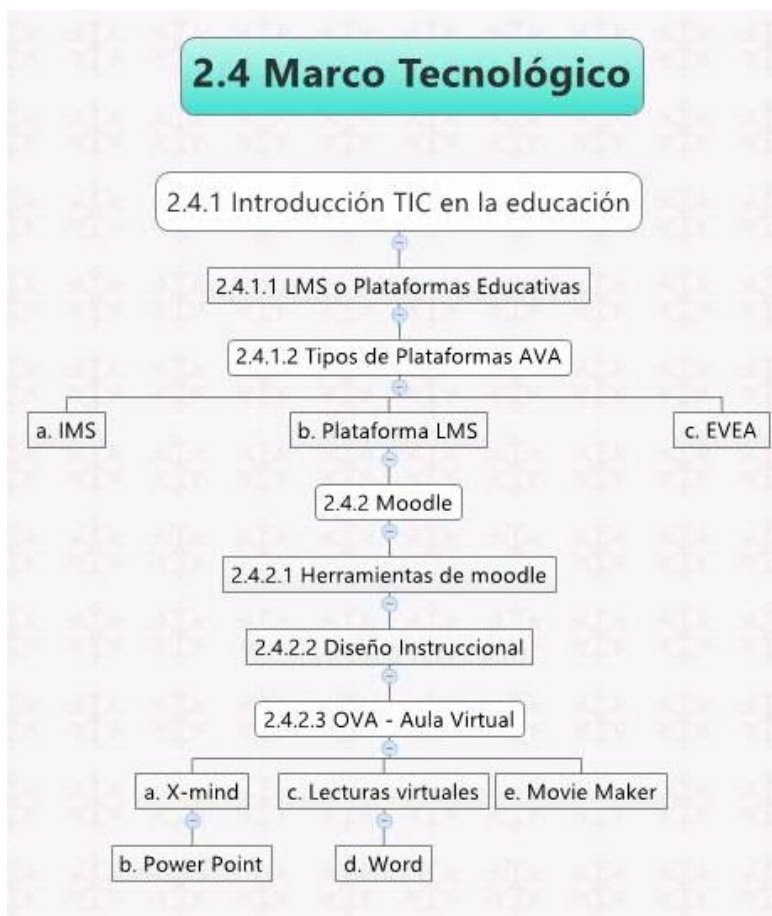 2.4 Marco Tecnológico
2.4.1 Introducción TIC en la educación
2.4.1.1 LMS o Plataformas Educativas
2.4.1.2 Tipos de Plataformas AVA
a. IMS
b. Plataforma LMS
c. EVEA
2.4.2 Moodle
2.4.2.1 Herramientas de moodle
2.4.2.2 Diseño Instruccional
2.4.2.3 OVA - Aula Virtual
a. X-mind
c. Lecturas virtuales
e. Movie Maker
b. Power Point
d. Word